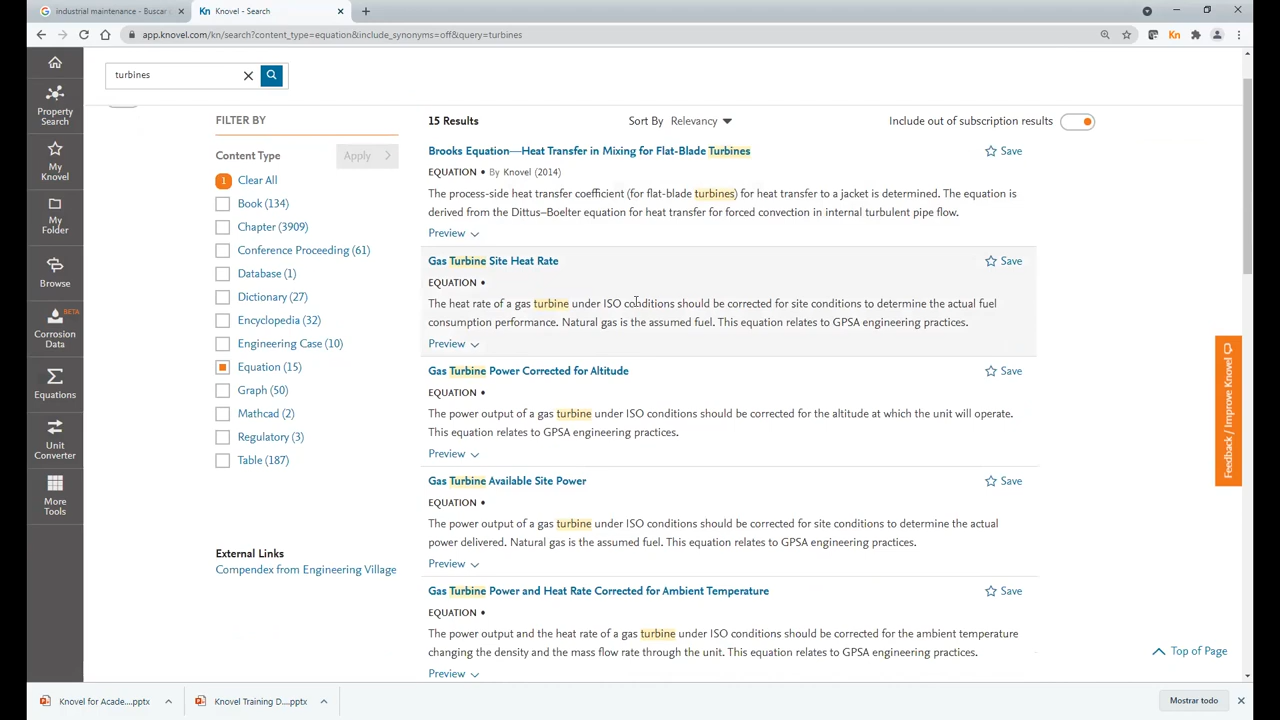 industrial maintenance - Buscar
Knovel - Search
app.knovel.com/kn/search?content_type=equation&include_synonyms=off&query=turbines
Kn
turbines
Property
Search
My
Knovel
My
Folder
Browse
BETA
Corrosion
Data
Equations
Unit
Converter
More
Tools
FILTER BY
Content Type
Apply
1
Clear All
Book (134)
Chapter (3909)
Conference Proceeding (61)
Database (1)
Dictionary (27)
Encyclopedia (32)
Engineering Case (10)
Equation (15)
Graph (50)
Mathcad (2)
Regulatory (3)
Table (187)
External Links
Compendex from Engineering Village
15 Results
Sort By Relevancy
Include out of subscription results
Brooks Equation—Heat Transfer in Mixing for Flat-Blade Turbines
Save
EQUATION • By Knovel (2014)
The process-side heat transfer coefficient (for flat-blade turbines) for heat transfer to a jacket is determined. The equation is
derived from the Dittus–Boelter equation for heat transfer for forced convection in internal turbulent pipe flow.
Preview
Gas Turbine Site Heat Rate
Save
EQUATION •
The heat rate of a gas turbine under ISO conditions should be corrected for site conditions to determine the actual fuel
consumption performance. Natural gas is the assumed fuel. This equation relates to GPSA engineering practices.
Preview
Gas Turbine Power Corrected for Altitude
Save
EQUATION •
The power output of a gas turbine under ISO conditions should be corrected for the altitude at which the unit will operate.
This equation relates to GPSA engineering practices.
Preview
Gas Turbine Available Site Power
Save
EQUATION •
The power output of a gas turbine under ISO conditions should be corrected for site conditions to determine the actual
power delivered. Natural gas is the assumed fuel. This equation relates to GPSA engineering practices.
Preview
Gas Turbine Power and Heat Rate Corrected for Ambient Temperature
Save
EQUATION •
The power output and the heat rate of a gas turbine under ISO conditions should be corrected for the ambient temperature
changing the density and the mass flow rate through the unit. This equation relates to GPSA engineering practices.
Preview
Feedback / Improve Knovel
Top of Page
Knovel for Acade....pptx
Knovel Training D....pptx
Mostrar todo